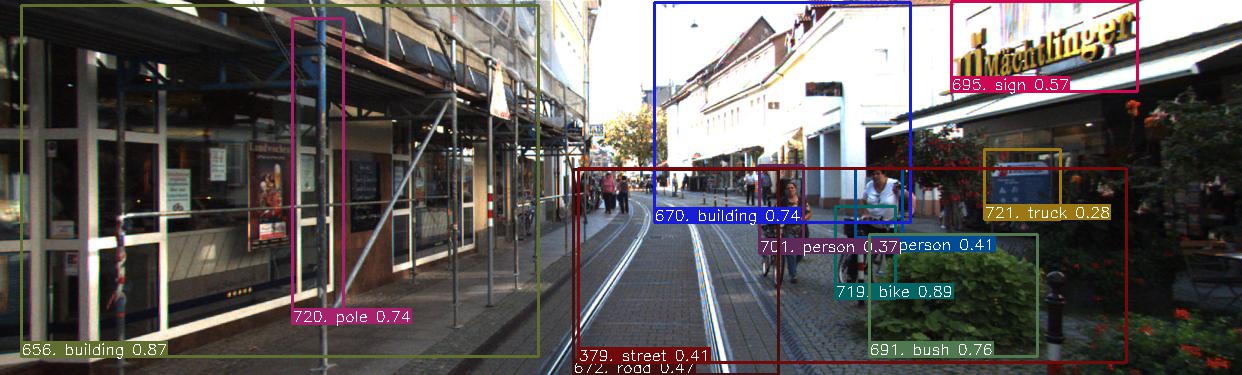 Mächtlinger
695. sign 0.57
721. truck 0.28
670. building 0.74
701. person 0.37
person 0.41
719. bike 0.89
720. pole 0.74
656. building 0.87
379. street 0.41
691. bush 0.76
672. road 0.47